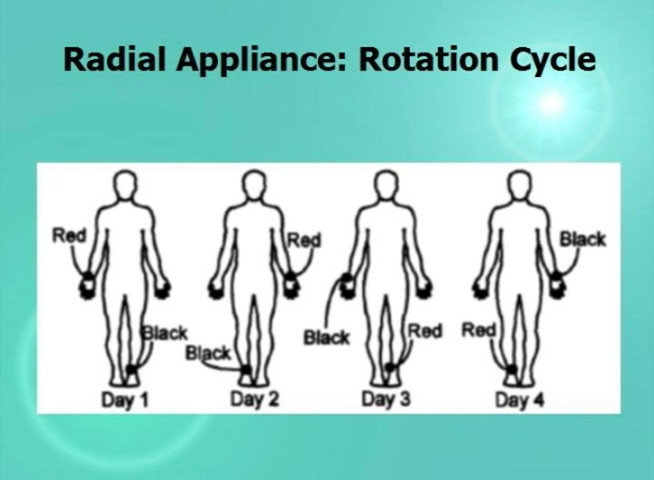 Radial Appliance: Rotation Cycle
Red
Black
Day 1
Red
Black
Day 2
Black
Red
Day 3
Black
Red
Day 4